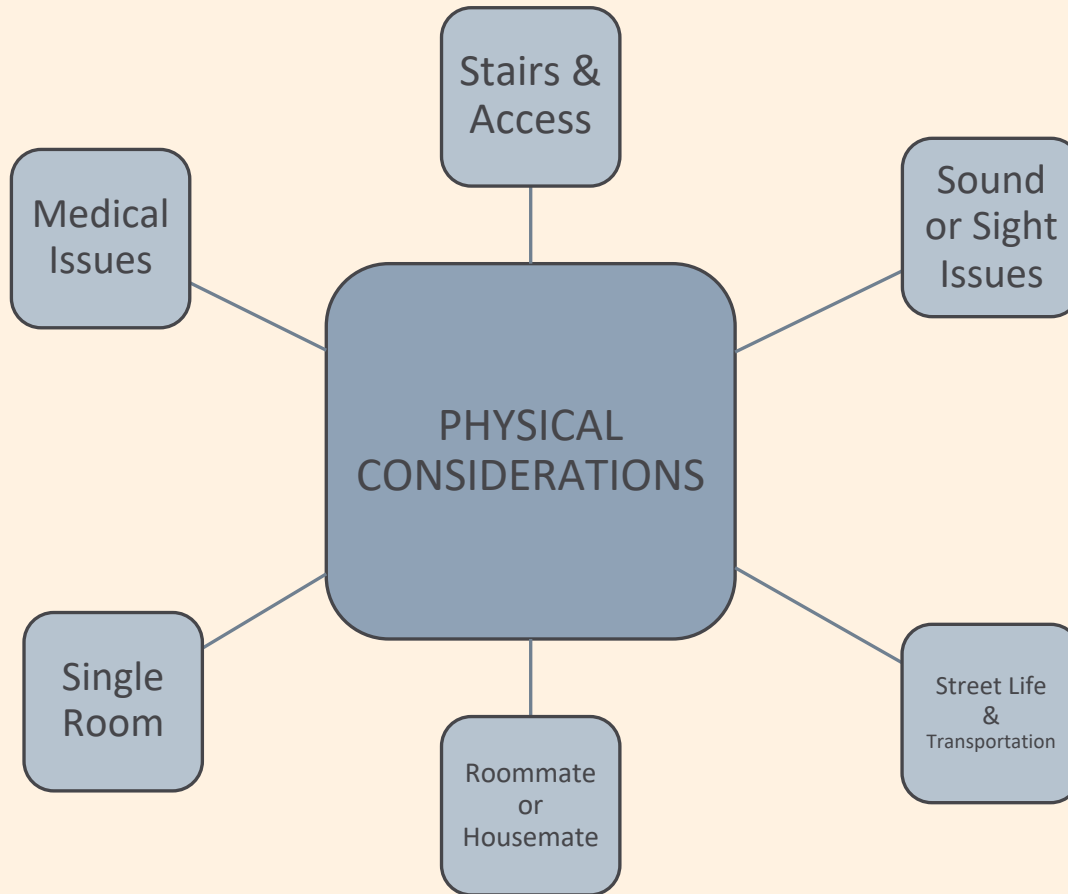 Stairs &
Access
Medical
Issues
Sound
or Sight
Issues
PHYSICAL
CONSIDERATIONS
Single
Room
Street Life
&
Transportation
Roommate
or
Housemate